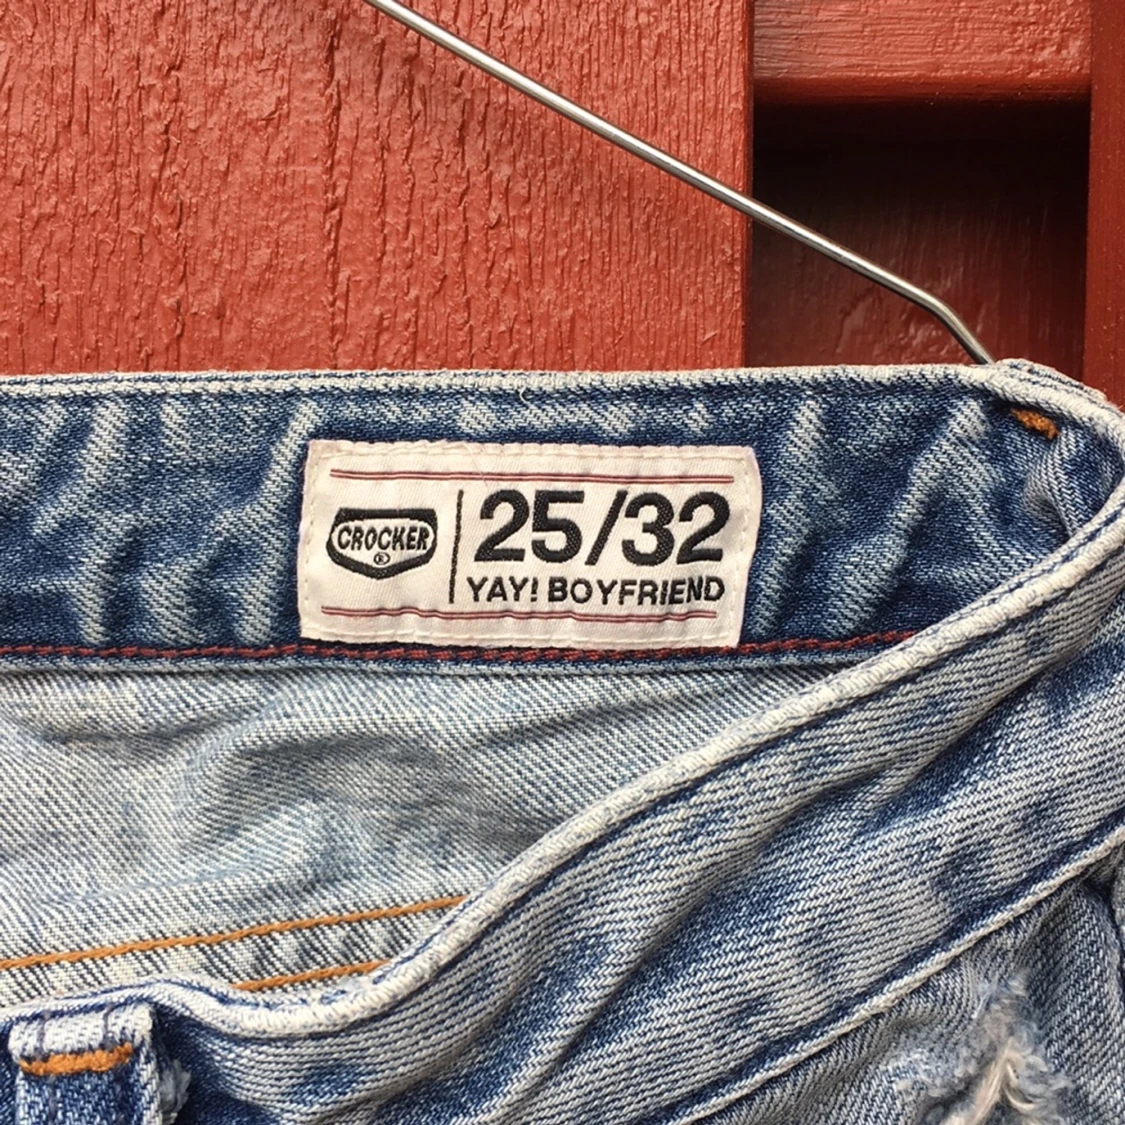 CROCKER
®
25/32
YAY! BOYFRIEND